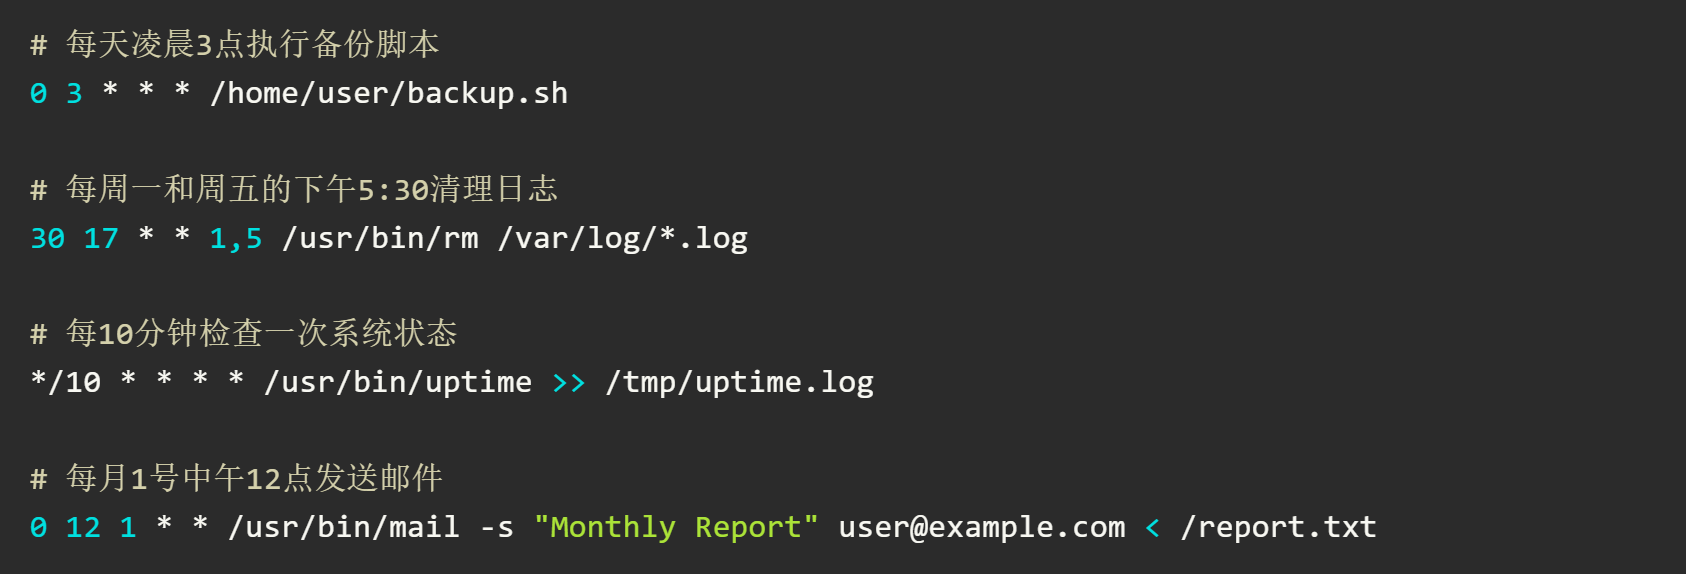 # 每天凌晨3点执行备份脚本
0 3 * * * /home/user/backup.sh
# 每周一和周五的下午5:30清理日志
30 17 * * 1,5 /usr/bin/rm /var/log/*.log
# 每10分钟检查一次系统状态
*/10 * * * * /usr/bin/uptime >> /tmp/uptime.log
# 每月1号中午12点发送邮件
0 12 1 * * /usr/bin/mail -s "Monthly Report" user@example.com < /report.txt